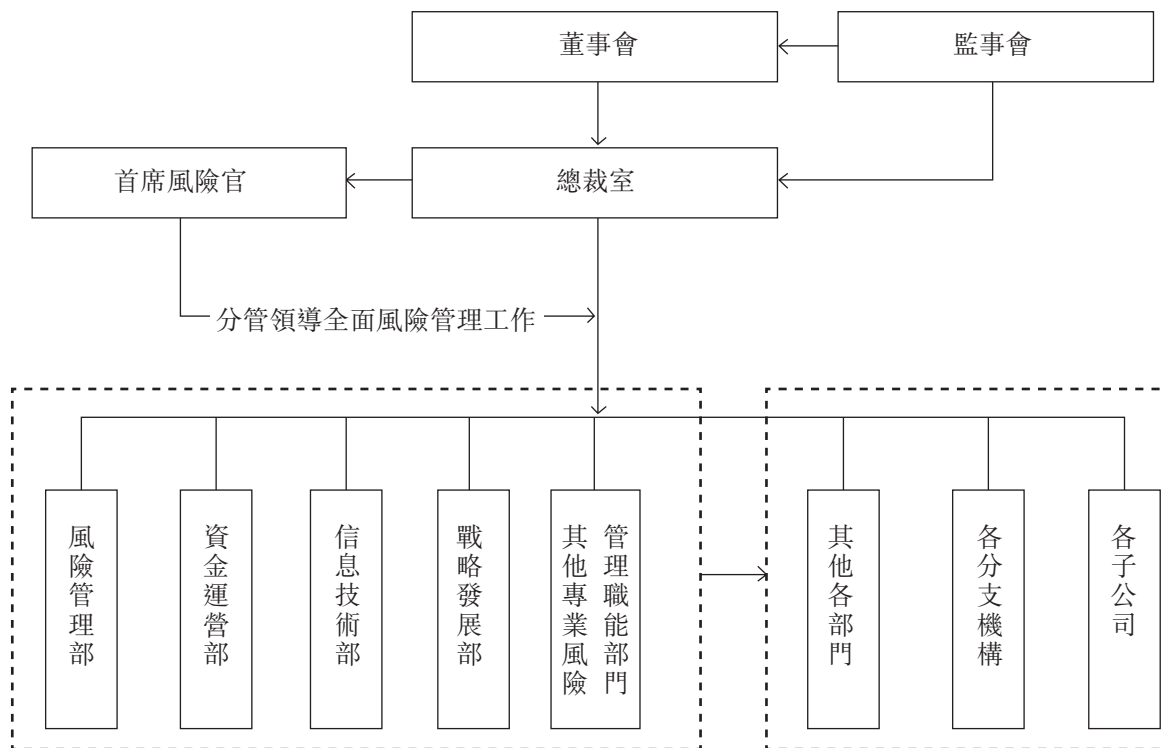 董事會
監事會
首席風險官
總裁室
分管領導全面風險管理工作
風險管理部
資金運營部
信息技術部
戰略發展部
其他專業風險
管理職能部門
其他各部門
各分支機構
各子公司